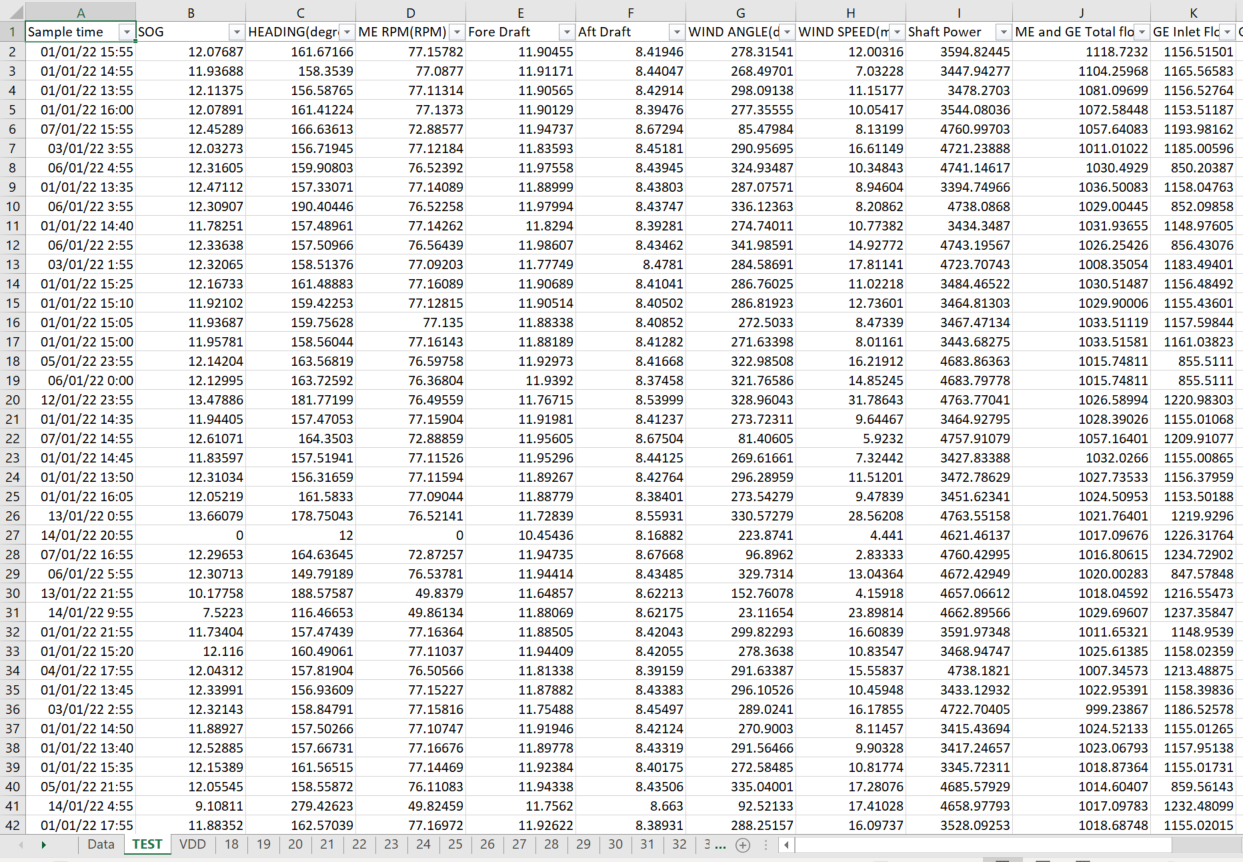 A B C D E F G H I J K
1 Sample time SOG HEADING(degr ME RPM(RPM) Fore Draft Aft Draft WIND ANGLE(d WIND SPEED(m Shaft Power ME and GE Total flo GE Inlet Flo
2 01/01/22 15:55 12.07687 161.67166 77.15782 11.90455 8.41946 278.31541 12.00316 3594.82445 1118.7232 1156.51501
3 01/01/22 14:55 11.93688 158.3539 77.0877 11.91171 8.44047 268.49701 7.03228 3447.94277 1104.25968 1165.56583
4 01/01/22 13:55 12.11375 156.58765 77.11314 11.90565 8.42914 298.09138 11.15177 3478.2703 1081.09699 1156.52764
5 01/01/22 16:00 12.07891 161.41224 77.1373 11.90129 8.39476 277.35555 10.05417 3544.08036 1072.58448 1153.51187
6 07/01/22 15:55 12.45289 166.63613 72.88577 11.94737 8.67294 85.47984 8.13199 4760.99703 1057.64083 1193.98162
7 03/01/22 3:55 12.03273 156.71945 77.12184 11.83593 8.45181 290.95695 16.61149 4721.23888 1011.01022 1185.00596
8 06/01/22 4:55 12.31605 159.90803 76.52392 11.97558 8.43945 324.93487 10.34843 4741.14617 1030.4929 850.20387
9 01/01/22 13:35 12.47112 157.33071 77.14089 11.88999 8.43803 287.07571 8.94604 3394.74966 1036.50083 1158.04763
10 06/01/22 3:55 12.30907 190.40446 76.52258 11.97994 8.43747 336.12363 8.20862 4738.0868 1029.00445 852.09858
11 01/01/22 14:40 11.78251 157.48961 77.14262 11.8294 8.39281 274.74011 10.77382 3434.3487 1031.93655 1148.97605
12 06/01/22 2:55 12.33638 157.50966 76.56439 11.98607 8.43462 341.98591 14.92772 4743.19567 1026.25426 856.43076
13 03/01/22 1:55 12.32065 158.51376 77.09203 11.77749 8.4781 284.58691 17.81141 4723.70743 1008.35054 1183.49401
14 01/01/22 15:25 12.16733 161.48883 77.16089 11.90689 8.41041 286.76025 11.02218 3484.46522 1030.51487 1156.48492
15 01/01/22 15:10 11.92102 159.42253 77.12815 11.90514 8.40502 286.81923 12.73601 3464.81303 1029.90006 1155.43601
16 01/01/22 15:05 11.93687 159.75628 77.135 11.88338 8.40852 272.5033 8.47339 3467.47134 1033.51119 1157.59844
17 01/01/22 15:00 11.95781 158.56044 77.16143 11.88189 8.41282 271.63398 8.01161 3443.68275 1033.51581 1161.03823
18 05/01/22 23:55 12.14204 163.56819 76.59758 11.92973 8.41668 322.98508 16.21912 4683.86363 1015.74811 855.5111
19 06/01/22 0:00 12.12995 163.72592 76.36804 11.9392 8.37458 321.76586 14.85245 4683.79778 1015.74811 855.5111
20 12/01/22 23:55 13.47886 181.77199 76.49559 11.76715 8.53999 328.96043 31.78643 4763.77041 1026.58994 1220.98303
21 01/01/22 14:35 11.94405 157.47053 77.15904 11.91981 8.41237 273.72311 9.64467 3464.92795 1028.39026 1155.01068
22 07/01/22 14:55 12.61071 164.3503 72.88859 11.95605 8.67504 81.40605 5.9232 4757.91079 1057.16401 1209.91077
23 01/01/22 14:45 11.83597 157.51941 77.11526 11.95296 8.44125 269.61661 7.32442 3427.83388 1032.0266 1155.00865
24 01/01/22 13:50 12.31034 156.31659 77.11594 11.89267 8.42764 296.28959 11.51201 3472.78629 1027.73533 1156.37959
25 01/01/22 16:05 12.05219 161.5833 77.09044 11.88779 8.38401 273.54279 9.47839 3451.62341 1024.50953 1153.50188
26 13/01/22 0:55 13.66079 178.75043 76.52141 11.72839 8.55931 330.57279 28.56208 4763.55158 1021.76401 1219.9296
27 14/01/22 20:55 0 12 0 10.45436 8.16882 223.8741 4.441 4621.46137 1017.09676 1226.31764
28 07/01/22 16:55 12.29653 164.63645 72.87257 11.94735 8.67668 96.8962 2.83333 4760.42995 1016.80615 1234.72902
29 06/01/22 5:55 12.30713 149.79189 76.53781 11.94414 8.43485 329.7314 13.04364 4672.42949 1020.00283 847.57848
30 13/01/22 21:55 10.17758 188.57587 49.8379 11.64857 8.62213 152.76078 4.15918 4657.06612 1018.04592 1216.55473
31 14/01/22 9:55 7.5223 116.46653 49.86134 11.88069 8.62175 23.11654 23.89814 4662.89566 1029.69607 1237.35847
32 01/01/22 21:55 11.73404 157.47439 77.16364 11.88505 8.42043 299.82293 16.60839 3591.97348 1011.65321 1148.9539
33 01/01/22 15:20 12.116 160.49061 77.11037 11.94409 8.42055 278.3638 10.83547 3468.94747 1025.61385 1158.02359
34 04/01/22 17:55 12.04312 157.81904 76.50566 11.81338 8.39159 291.63387 15.55837 4738.1821 1007.34573 1213.48875
35 01/01/22 13:45 12.33991 156.93609 77.15227 11.87882 8.43383 296.10526 10.45948 3433.12932 1022.95391 1158.39836
36 03/01/22 2:55 12.32143 158.84791 77.15816 11.75488 8.45497 289.0241 16.17855 4722.70405 999.23867 1186.52578
37 01/01/22 14:50 11.88927 157.50266 77.10747 11.91946 8.42124 270.9003 8.11457 3415.43694 1024.52133 1155.01265
38 01/01/22 13:40 12.52885 157.66731 77.16676 11.89778 8.43319 291.56466 9.90328 3417.24657 1023.06793 1157.95138
39 01/01/22 15:35 12.15389 161.56515 77.14469 11.92384 8.40175 272.58485 10.81774 3345.72311 1018.87364 1155.01731
40 05/01/22 21:55 12.05545 158.55872 76.11083 11.94338 8.43506 335.04001 17.28076 4685.57929 1014.60407 859.56143
41 14/01/22 4:55 9.10811 279.42623 49.82459 11.7562 8.663 92.52133 17.41028 4658.97793 1017.09783 1232.48099
42 01/01/22 17:55 11.88352 162.57039 77.16972 11.92622 8.38931 288.25157 16.09737 3528.09253 1018.68748 1155.02015
Data TEST VDD 18 19 20 21 22 23 24 25 26 27 28 29 30 31 32 3 ...